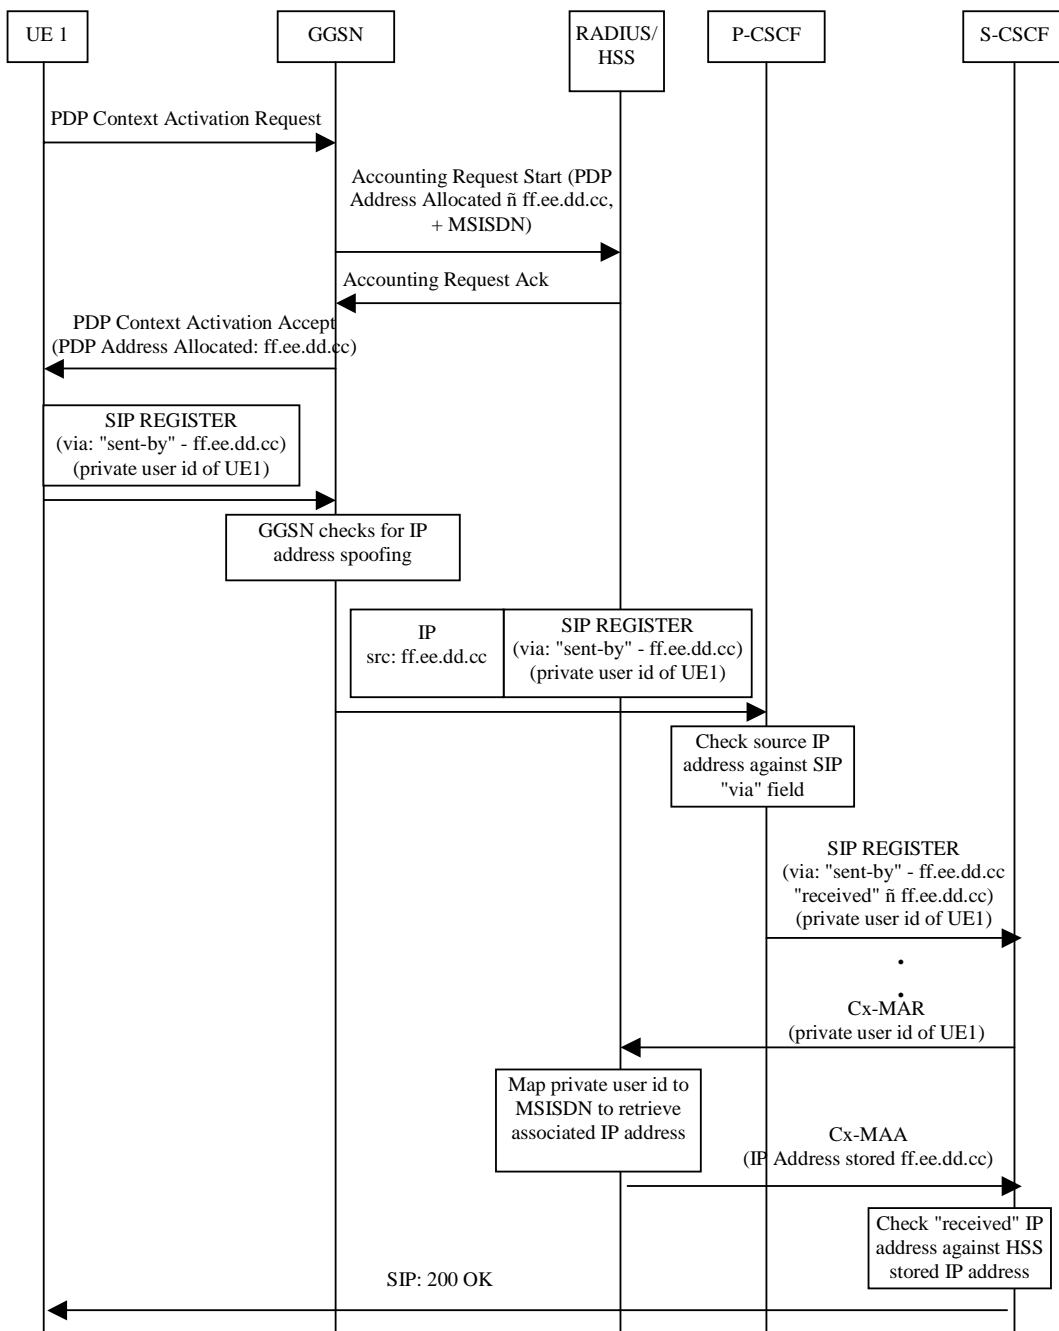 UE 1
GGSN
RADIUS/
HSS
P-CSCF
S-CSCF
PDP Context Activation Request
Accounting Request Start (PDP
Address Allocated ñ ff.ee.dd.cc,
+ MSISDN)
Accounting Request Ack
PDP Context Activation Accept
(PDP Address Allocated: ff.ee.dd.cc)
SIP REGISTER
(via: "sent-by" - ff.ee.dd.cc)
(private user id of UE1)
GGSN checks for IP
address spoofing
IP
src: ff.ee.dd.cc
SIP REGISTER
(via: "sent-by" - ff.ee.dd.cc)
(private user id of UE1)
Check source IP
address against SIP
"via" field
SIP REGISTER
(via: "sent-by" - ff.ee.dd.cc
"received" ñ ff.ee.dd.cc)
(private user id of UE1)
.
.
Cx-MAR
(private user id of UE1)
Map private user id to
MSISDN to retrieve
associated IP address
Cx-MAA
(IP Address stored ff.ee.dd.cc)
Check "received" IP
address against HSS
stored IP address
SIP: 200 OK